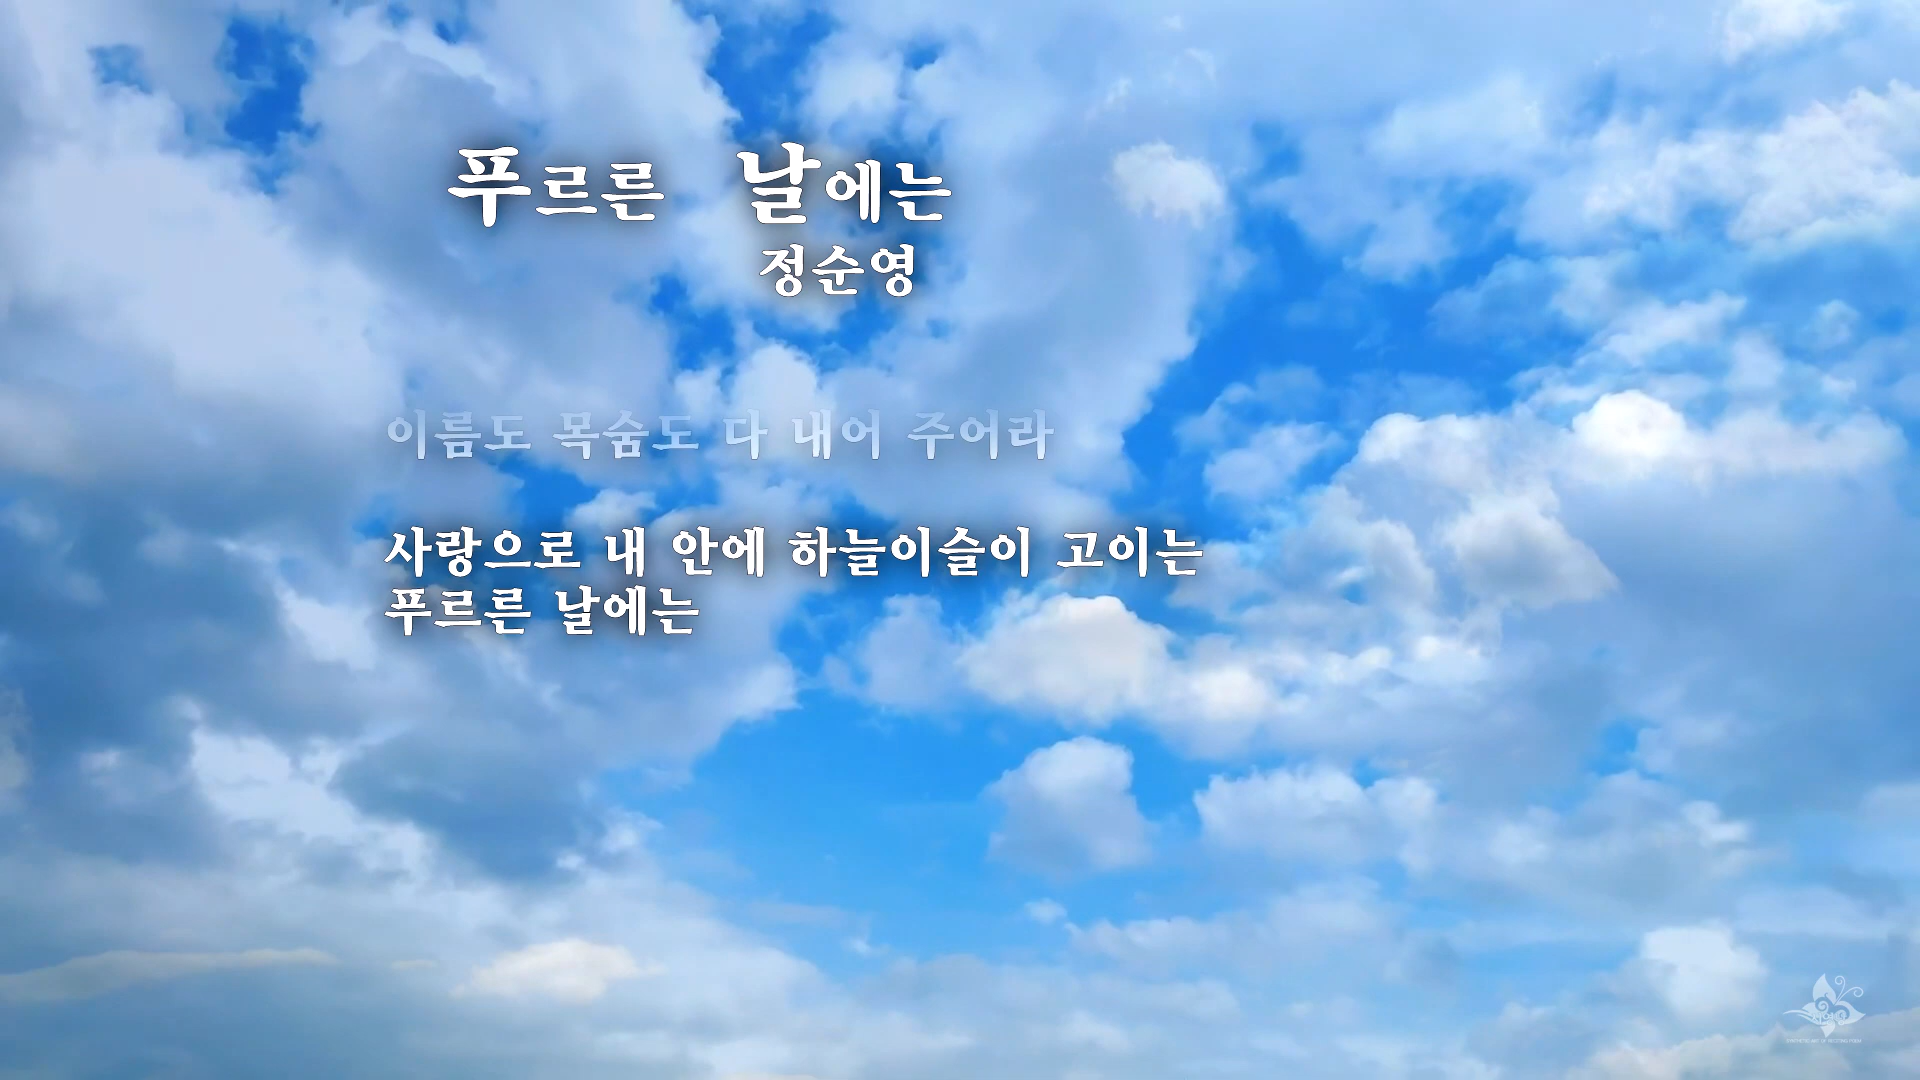 푸르른 날에는
정순영
이름도 목숨도 다 내어 주어라
사랑으로 내 안에 하늘이슬이 고이는
푸르른 날에는